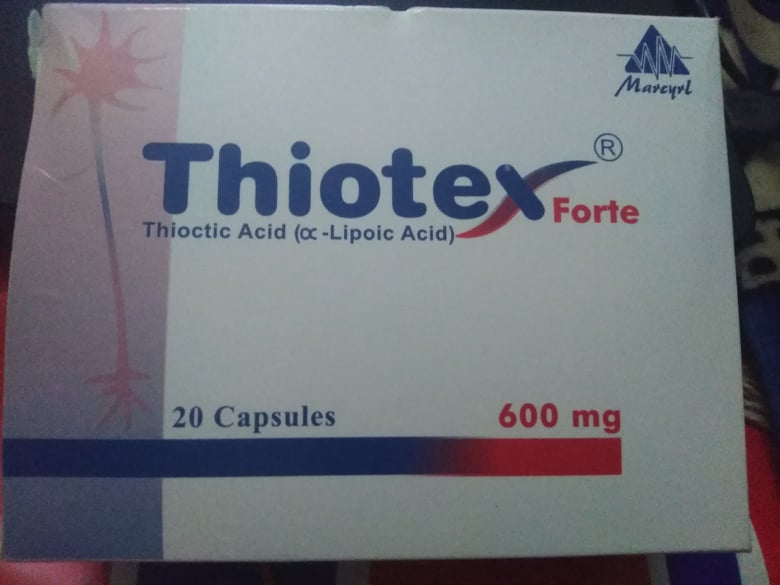 Marcyrl
Thiotex®
Forte
Thioctic Acid (α-Lipoic Acid)
20 Capsules
600 mg